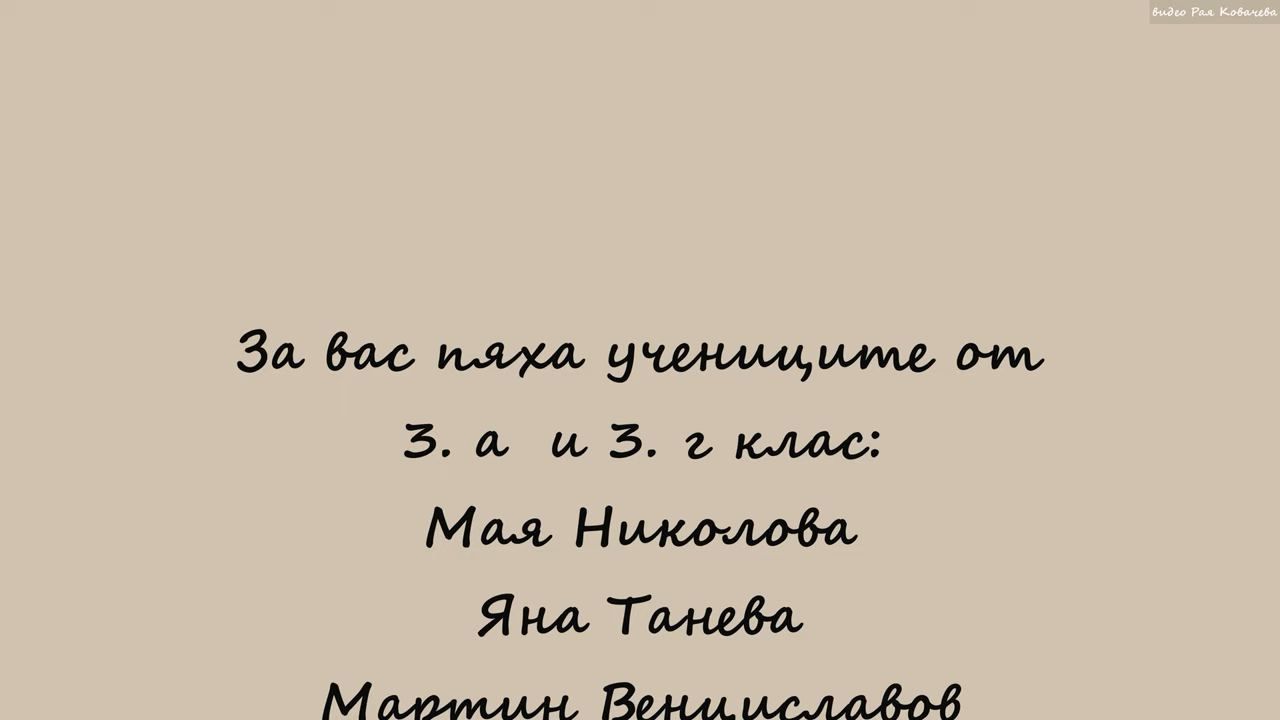 видео Рая Ковачева
За вас пяха учениците от
3. а и 3. г клас:
Мая Николова
Яна Танева
Мартин Венциславов